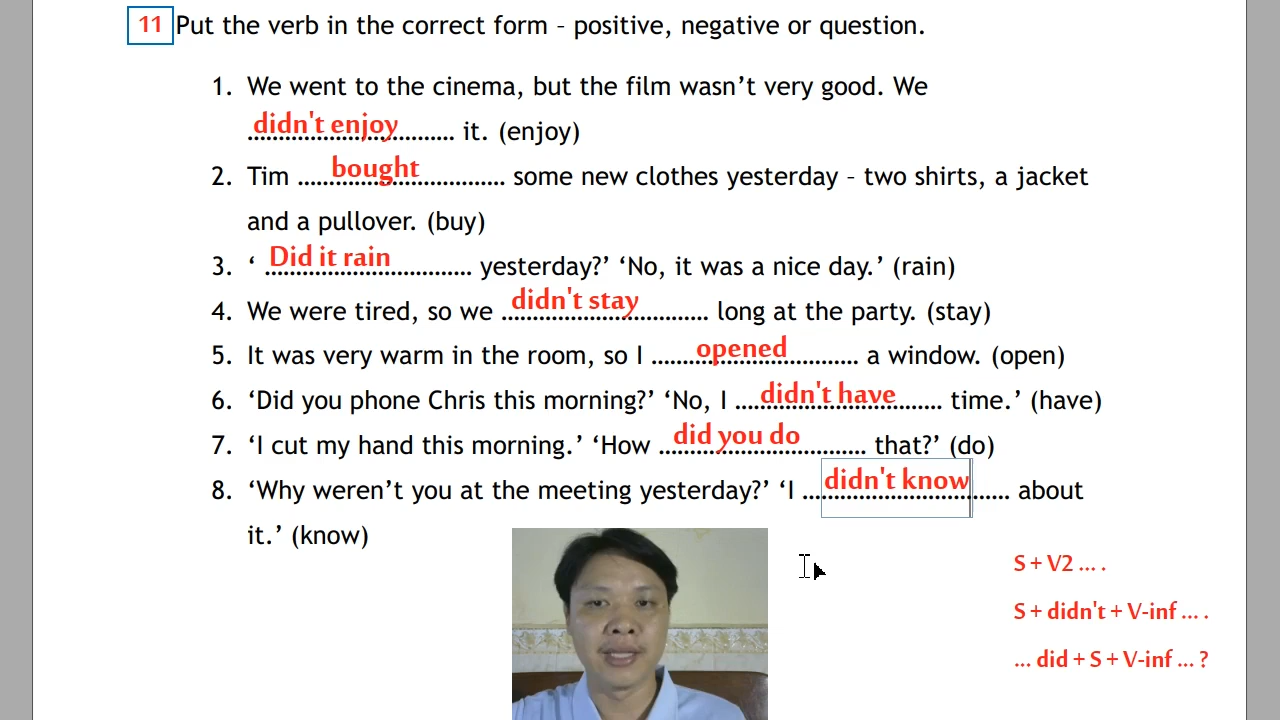 11 Put the verb in the correct form – positive, negative or question.
1. We went to the cinema, but the film wasn’t very good. We
didn't enjoy it. (enjoy)
2. Tim bought some new clothes yesterday – two shirts, a jacket
and a pullover. (buy)
3. ‘ Did it rain yesterday?’ ‘No, it was a nice day.’ (rain)
4. We were tired, so we didn't stay long at the party. (stay)
5. It was very warm in the room, so I opened a window. (open)
6. ‘Did you phone Chris this morning?’ ‘No, I didn't have time.’ (have)
7. ‘I cut my hand this morning.’ ‘How did you do that?’ (do)
8. ‘Why weren’t you at the meeting yesterday?’ ‘I didn't know about
it.’ (know)
S + V2 ... .
S + didn't + V-inf ... .
... did + S + V-inf ... ?